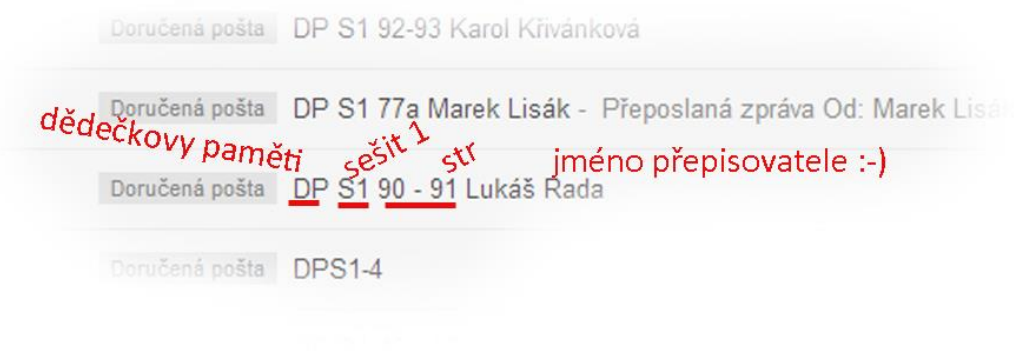 Doručená pošta DP S1 92-93 Karol Křivánková
Doručená pošta DP S1 77a Marek Lisák - Přeposlaná zpráva Od: Marek Lisák
dědečkovy paměti sešit 1 str jméno přepisovatele :-)
Doručená pošta DP S1 90 - 91 Lukáš Rada
Doručená pošta DPS1-4